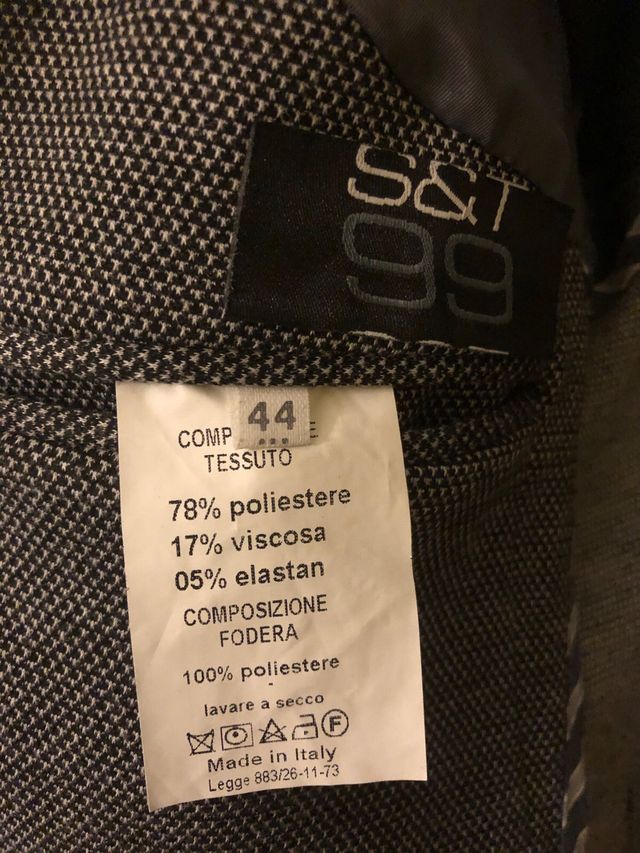 S&T
99
44
TESSUTO
78% poliestere
17% viscosa
05% elastan
COMPOSIZIONE
FODERA
100% poliestere
lavare a secco
F
Made in Italy
Legge 883/26-11-73